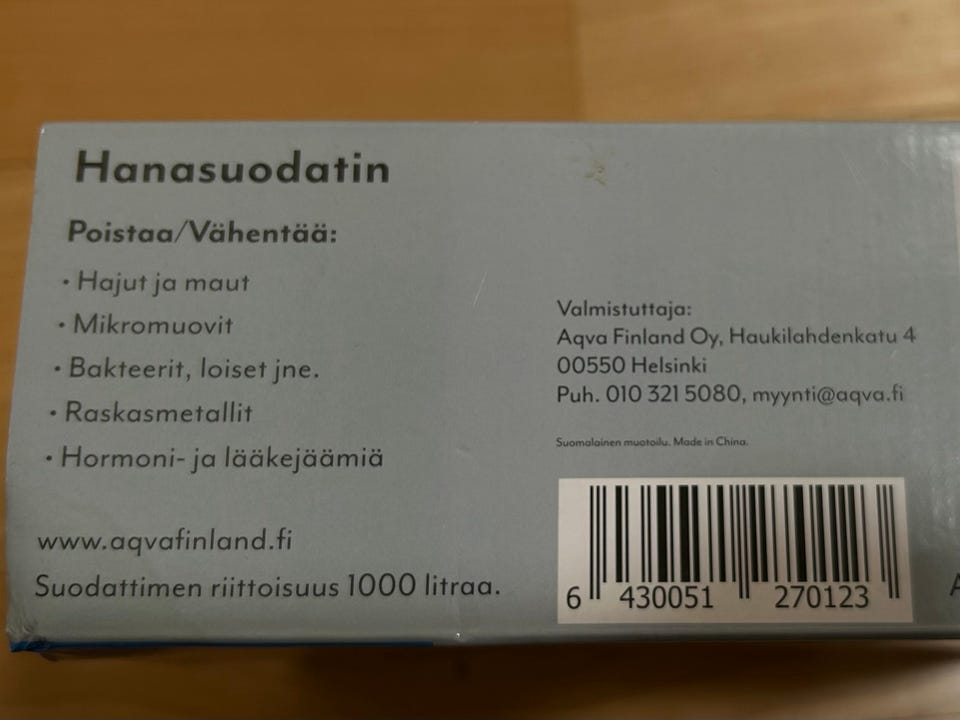 Hanasuodatin
Poistaa/Vähentää:
• Hajut ja maut
• Mikromuovit
• Bakteerit, loiset jne.
• Raskasmetallit
• Hormoni- ja lääkejäämiä
www.aqvafinland.fi
Suodattimen riittoisuus 1000 litraa.
Valmistuttaja:
Aqva Finland Oy, Haukilahdenkatu 4
00550 Helsinki
Puh. 010 321 5080, myynti@aqva.fi
Suomalainen muotoilu. Made in China.
6 430051 270123